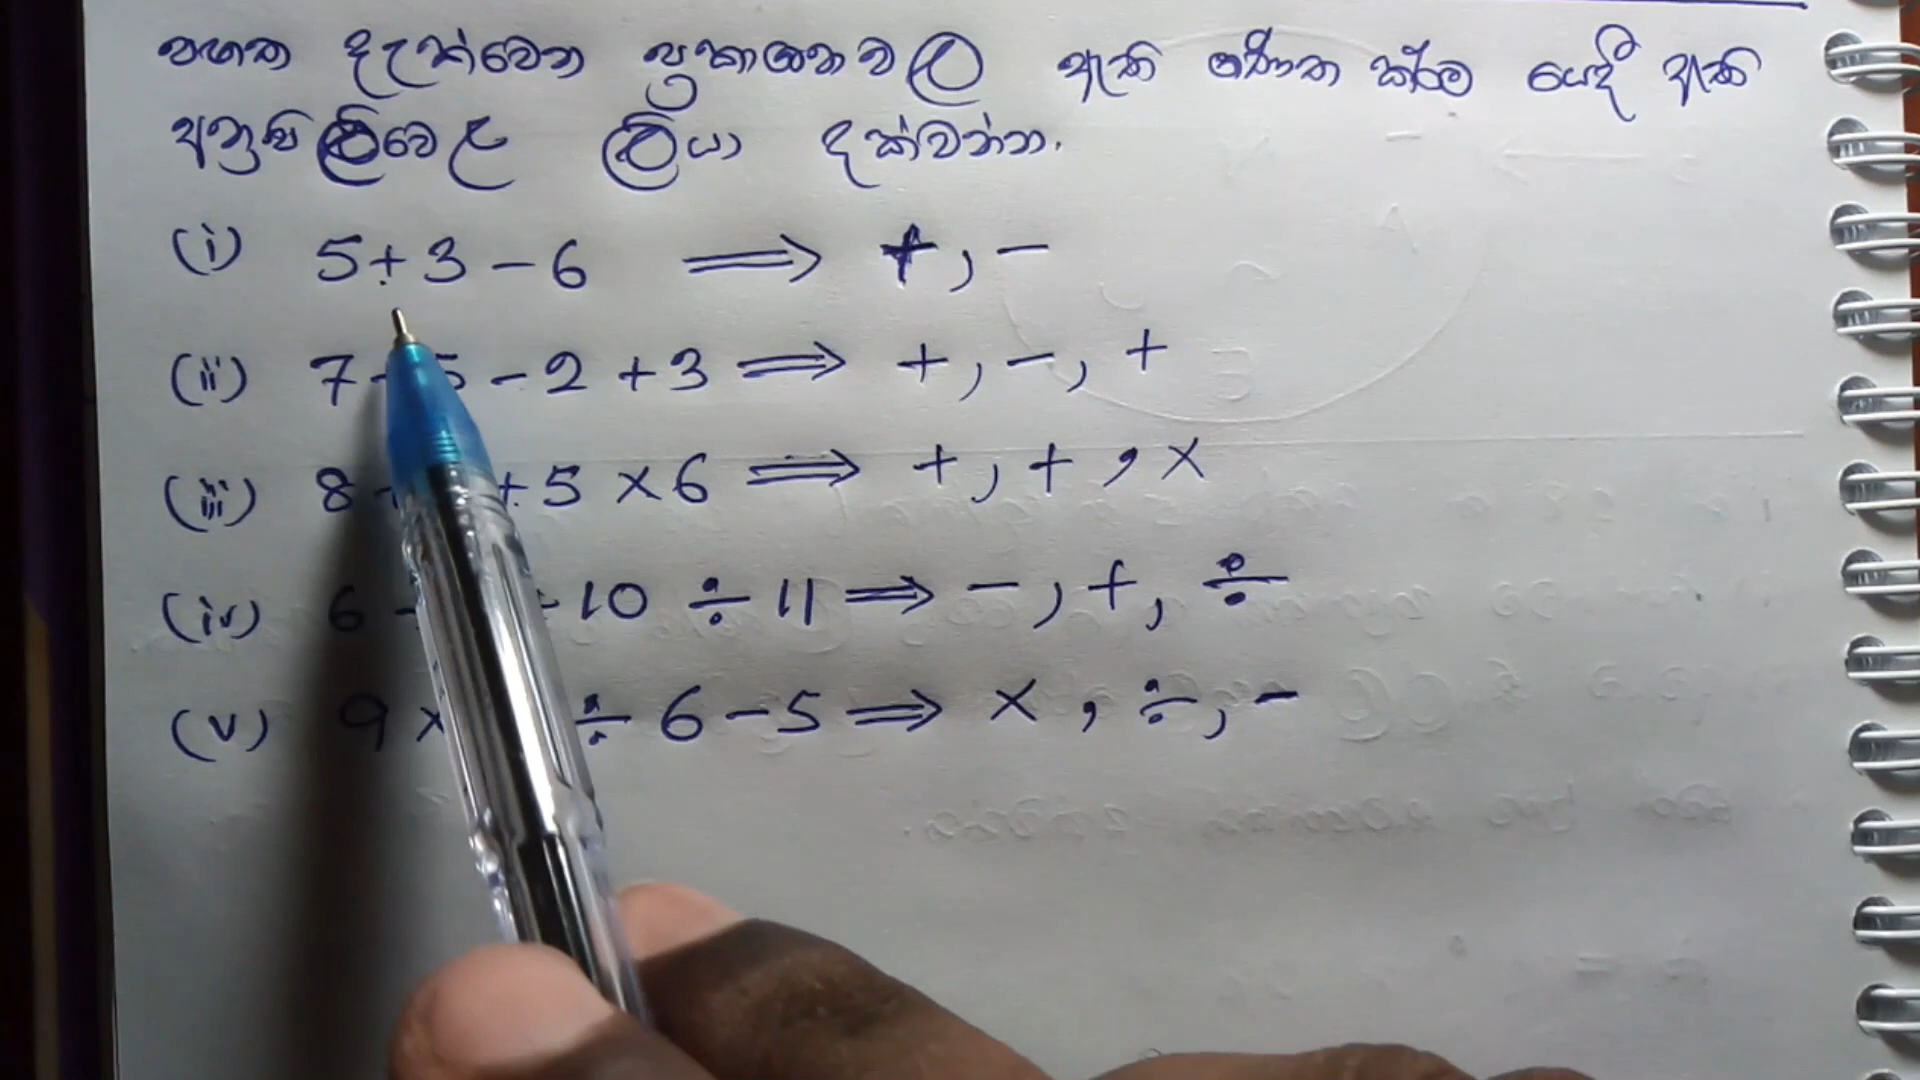 පහත දැක්වෙන ප්‍රකාශනවල ඇති ගණිත කර්ම යෙදී ඇති
අනුපිළිවෙල ලියා දක්වන්න.
(i) 5 + 3 - 6 ⟹ +, -
(ii) 7 - 2 + 3 ⟹ +, -, +
(iii) 8 + 5 × 6 ⟹ +, +, ×
(iv) 6 10 ÷ 11 ⟹ -, +, ÷
(v) 9 × ÷ 6 - 5 ⟹ ×, ÷, -